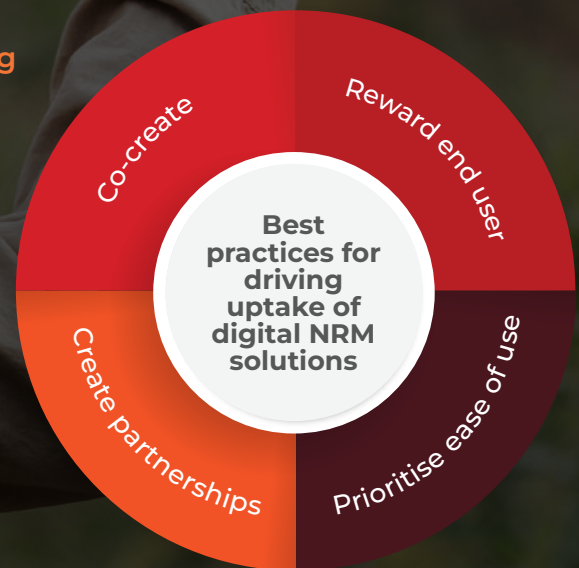 g
Co-create
Reward end user
Best
practices for
driving
uptake of
digital NRM
solutions
Create partnerships
Prioritise ease of use